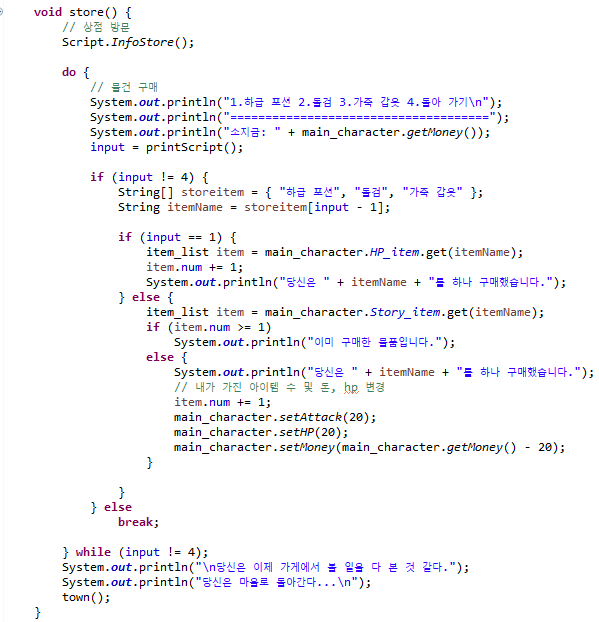 void store() {
// 상점 방문
Script.InfoStore();
do {
// 물건 구매
System.out.println("1.하급 포션 2.돌검 3.가죽 갑옷 4.돌아 가기\n");
System.out.println("=====================================");
System.out.println("소지금: " + main_character.getMoney());
input = printScript();
if (input != 4) {
String[] storeitem = { "하급 포션", "돌검", "가죽 갑옷" };
String itemName = storeitem[input - 1];
if (input == 1) {
item_list item = main_character.HP_item.get(itemName);
item.num += 1;
System.out.println("당신은 " + itemName + "를 하나 구매했습니다.");
} else {
item_list item = main_character.Story_item.get(itemName);
if (item.num >= 1)
System.out.println("이미 구매한 물품입니다.");
else {
System.out.println("당신은 " + itemName + "를 하나 구매했습니다.");
// 내가 가진 아이템 수 및 돈, hp 변경
item.num += 1;
main_character.setAttack(20);
main_character.setHP(20);
main_character.setMoney(main_character.getMoney() - 20);
}
}
} else
break;
} while (input != 4);
System.out.println("\n당신은 이제 가게에서 볼 일을 다 본 것 같다.");
System.out.println("당신은 마을로 돌아간다...\n");
town();
}